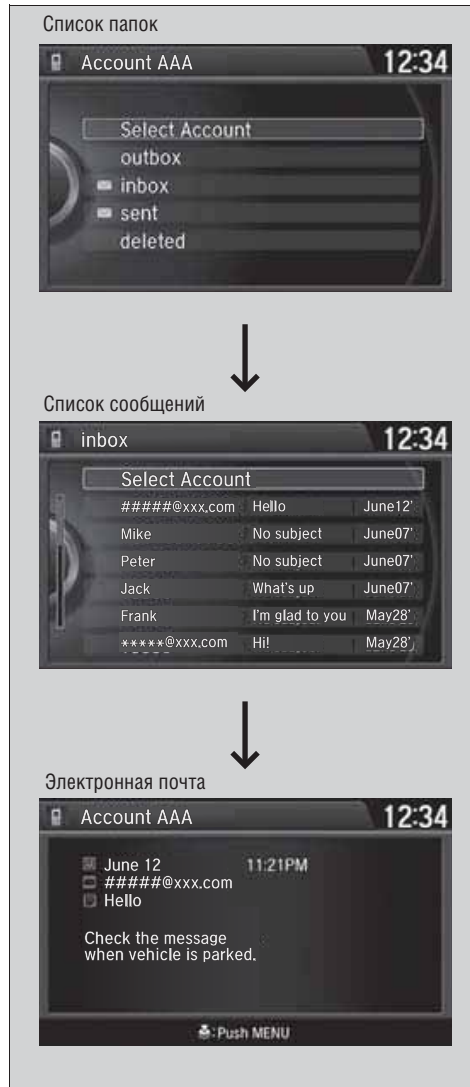 Список папок
Account AAA 12:34
Select Account
outbox
inbox
sent
deleted
Список сообщений
inbox 12:34
Select Account
#####@xxx.com Hello June12'
Mike No subject June07'
Peter No subject June07'
Jack What's up June07'
Frank I'm glad to you May28'
*****@xxx.com Hi! May28'
Электронная почта
Account AAA 12:34
June 12 11:21PM
#####@xxx.com
Hello
Check the message
when vehicle is parked.
:Push MENU